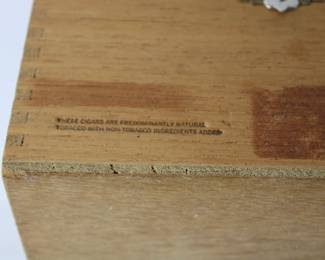 THESE CIGARS ARE PREDOMINANTLY NATURAL
TOBACCO WITH NON-TOBACCO INGREDIENTS ADDED